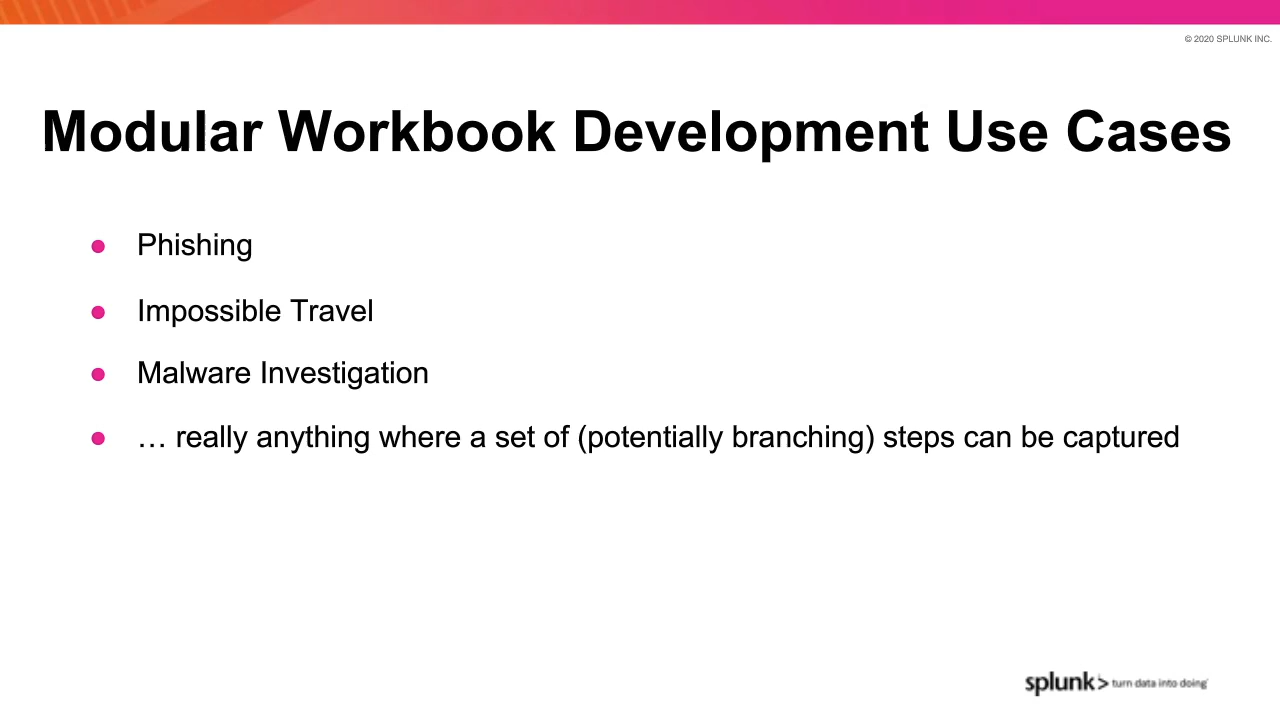 © 2020 SPLUNK INC.
Modular Workbook Development Use Cases
● Phishing
● Impossible Travel
● Malware Investigation
● … really anything where a set of (potentially branching) steps can be captured
splunk> turn data into doing